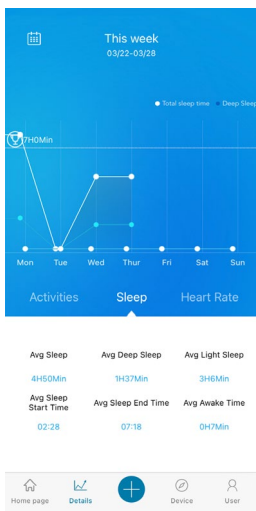 This week
03/22-03/28
Total sleep time Deep Sleep
7H0Min
Mon Tue Wed Thur Fri Sat Sun
Activities Sleep Heart Rate
Avg Sleep Avg Deep Sleep Avg Light Sleep
4H50Min 1H37Min 3H6Min
Avg Sleep Start Time Avg Sleep End Time Avg Awake Time
02:28 07:18 0H7Min
Home page Details Device User